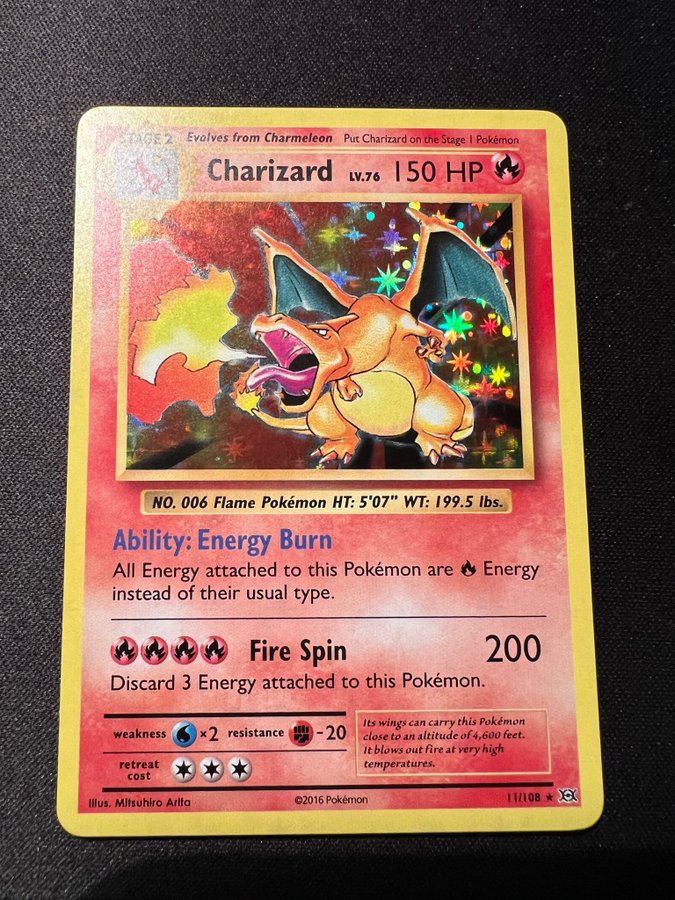 STAGE 2 Evolves from Charmeleon Put Charizard on the Stage 1 Pokémon
Charizard LV.76 150 HP
NO. 006 Flame Pokémon HT: 5'07" WT: 199.5 lbs.
Ability: Energy Burn
All Energy attached to this Pokémon are Energy
instead of their usual type.
Fire Spin 200
Discard 3 Energy attached to this Pokémon.
weakness ×2 resistance -20
retreat
cost
Its wings can carry this Pokémon
close to an altitude of 4,600 feet.
It blows out fire at very high
temperatures.
Illus. Mitsuhiro Arita ©2016 Pokémon 11/108 ★